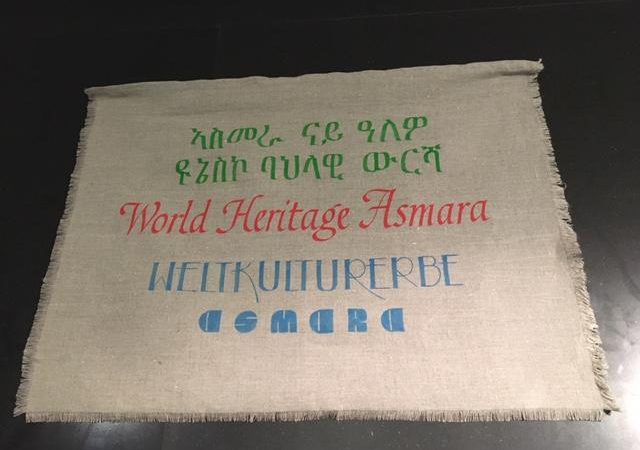 ኣስመራ ናይ ዓለም
ዩኔስኮ ባህላዊ ውርሻ
World Heritage Asmara
WELTKULTURERBE
asmara